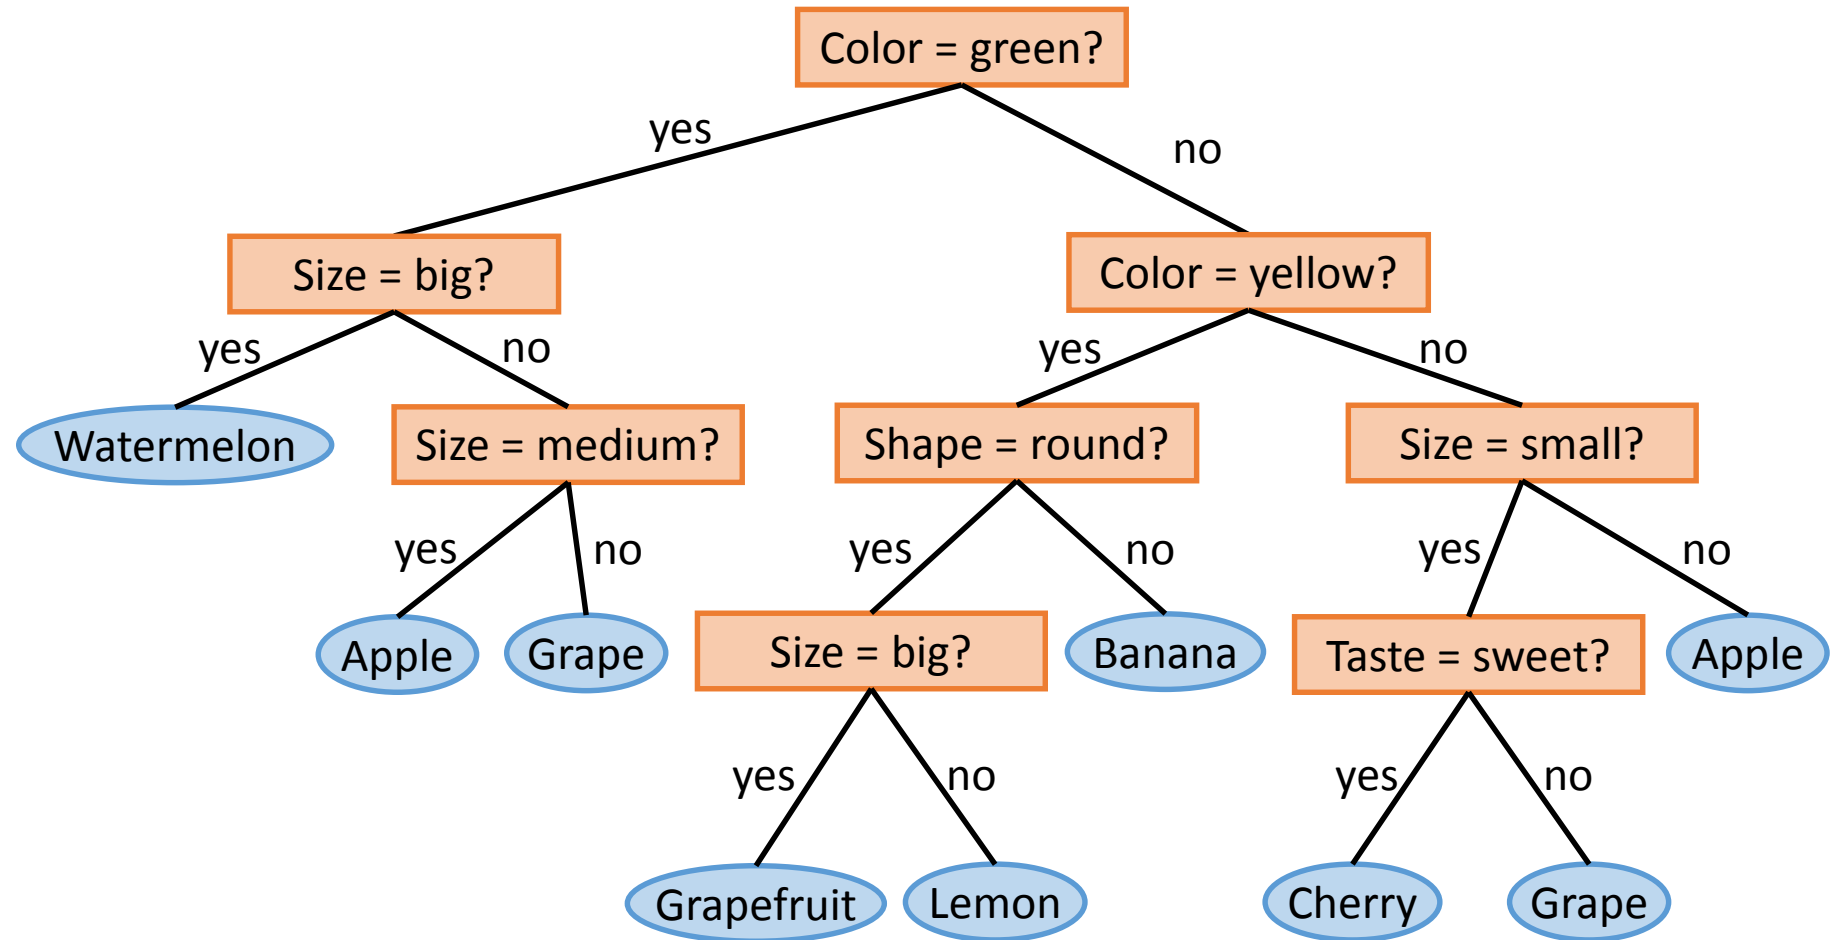 Color = green?
yes
no
Size = big?
Color = yellow?
yes
no
yes
no
Watermelon
Size = medium?
Shape = round?
Size = small?
yes
no
yes
no
yes
no
Apple
Grape
Size = big?
Banana
Taste = sweet?
Apple
yes
no
yes
no
Grapefruit
Lemon
Cherry
Grape